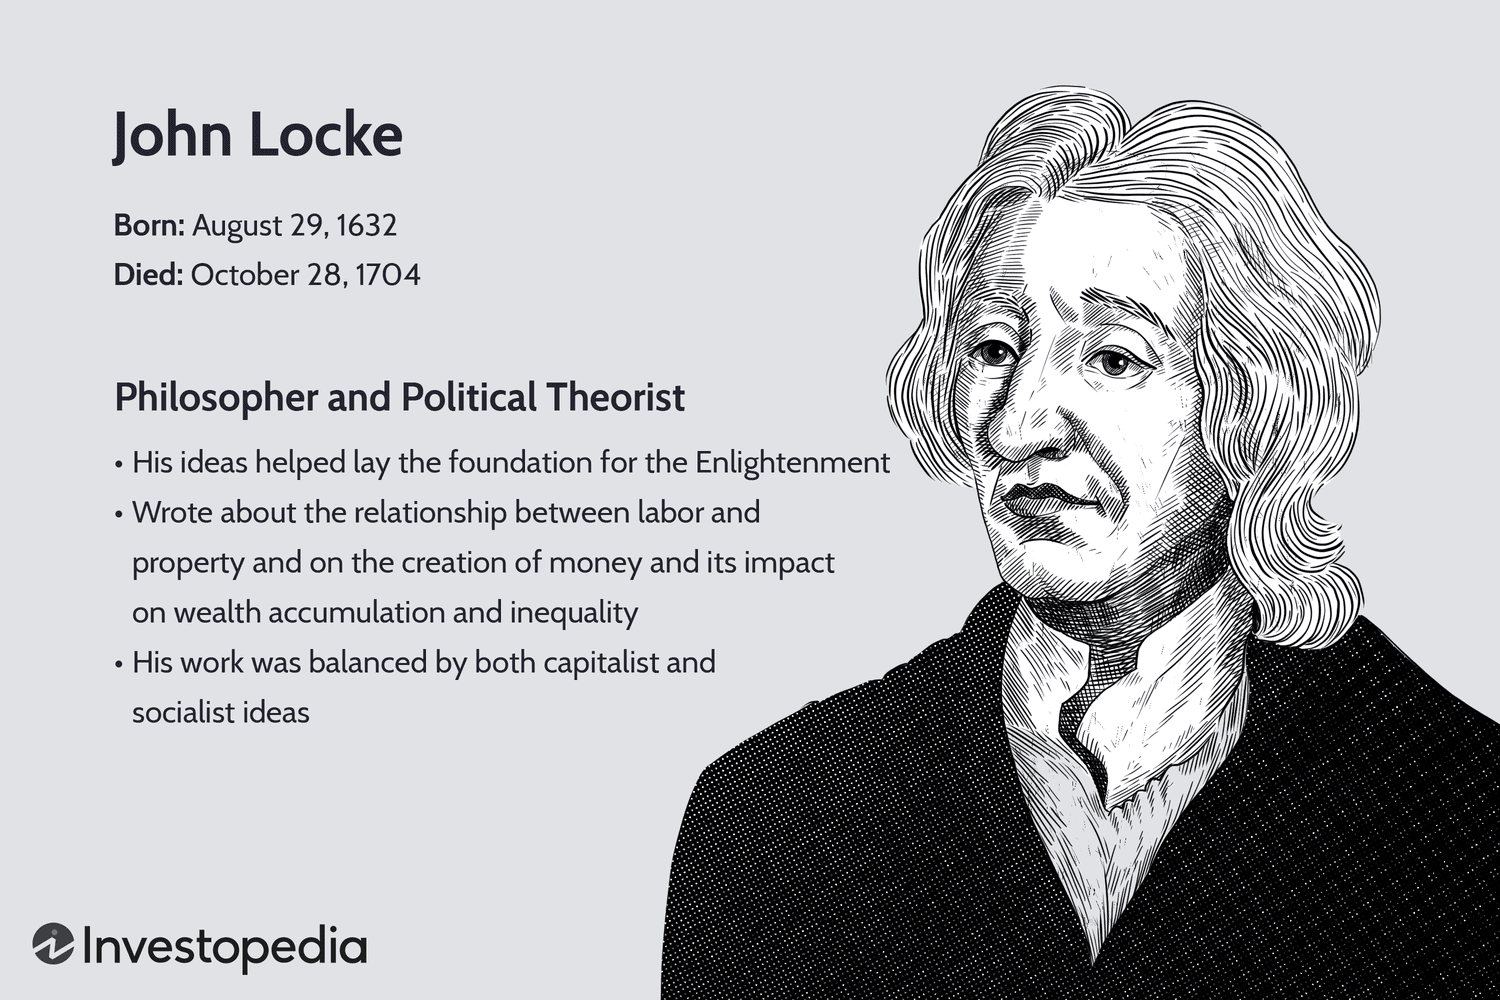 John Locke
Born: August 29, 1632
Died: October 28, 1704
Philosopher and Political Theorist
• His ideas helped lay the foundation for the Enlightenment
• Wrote about the relationship between labor and
property and on the creation of money and its impact
on wealth accumulation and inequality
• His work was balanced by both capitalist and
socialist ideas
Investopedia